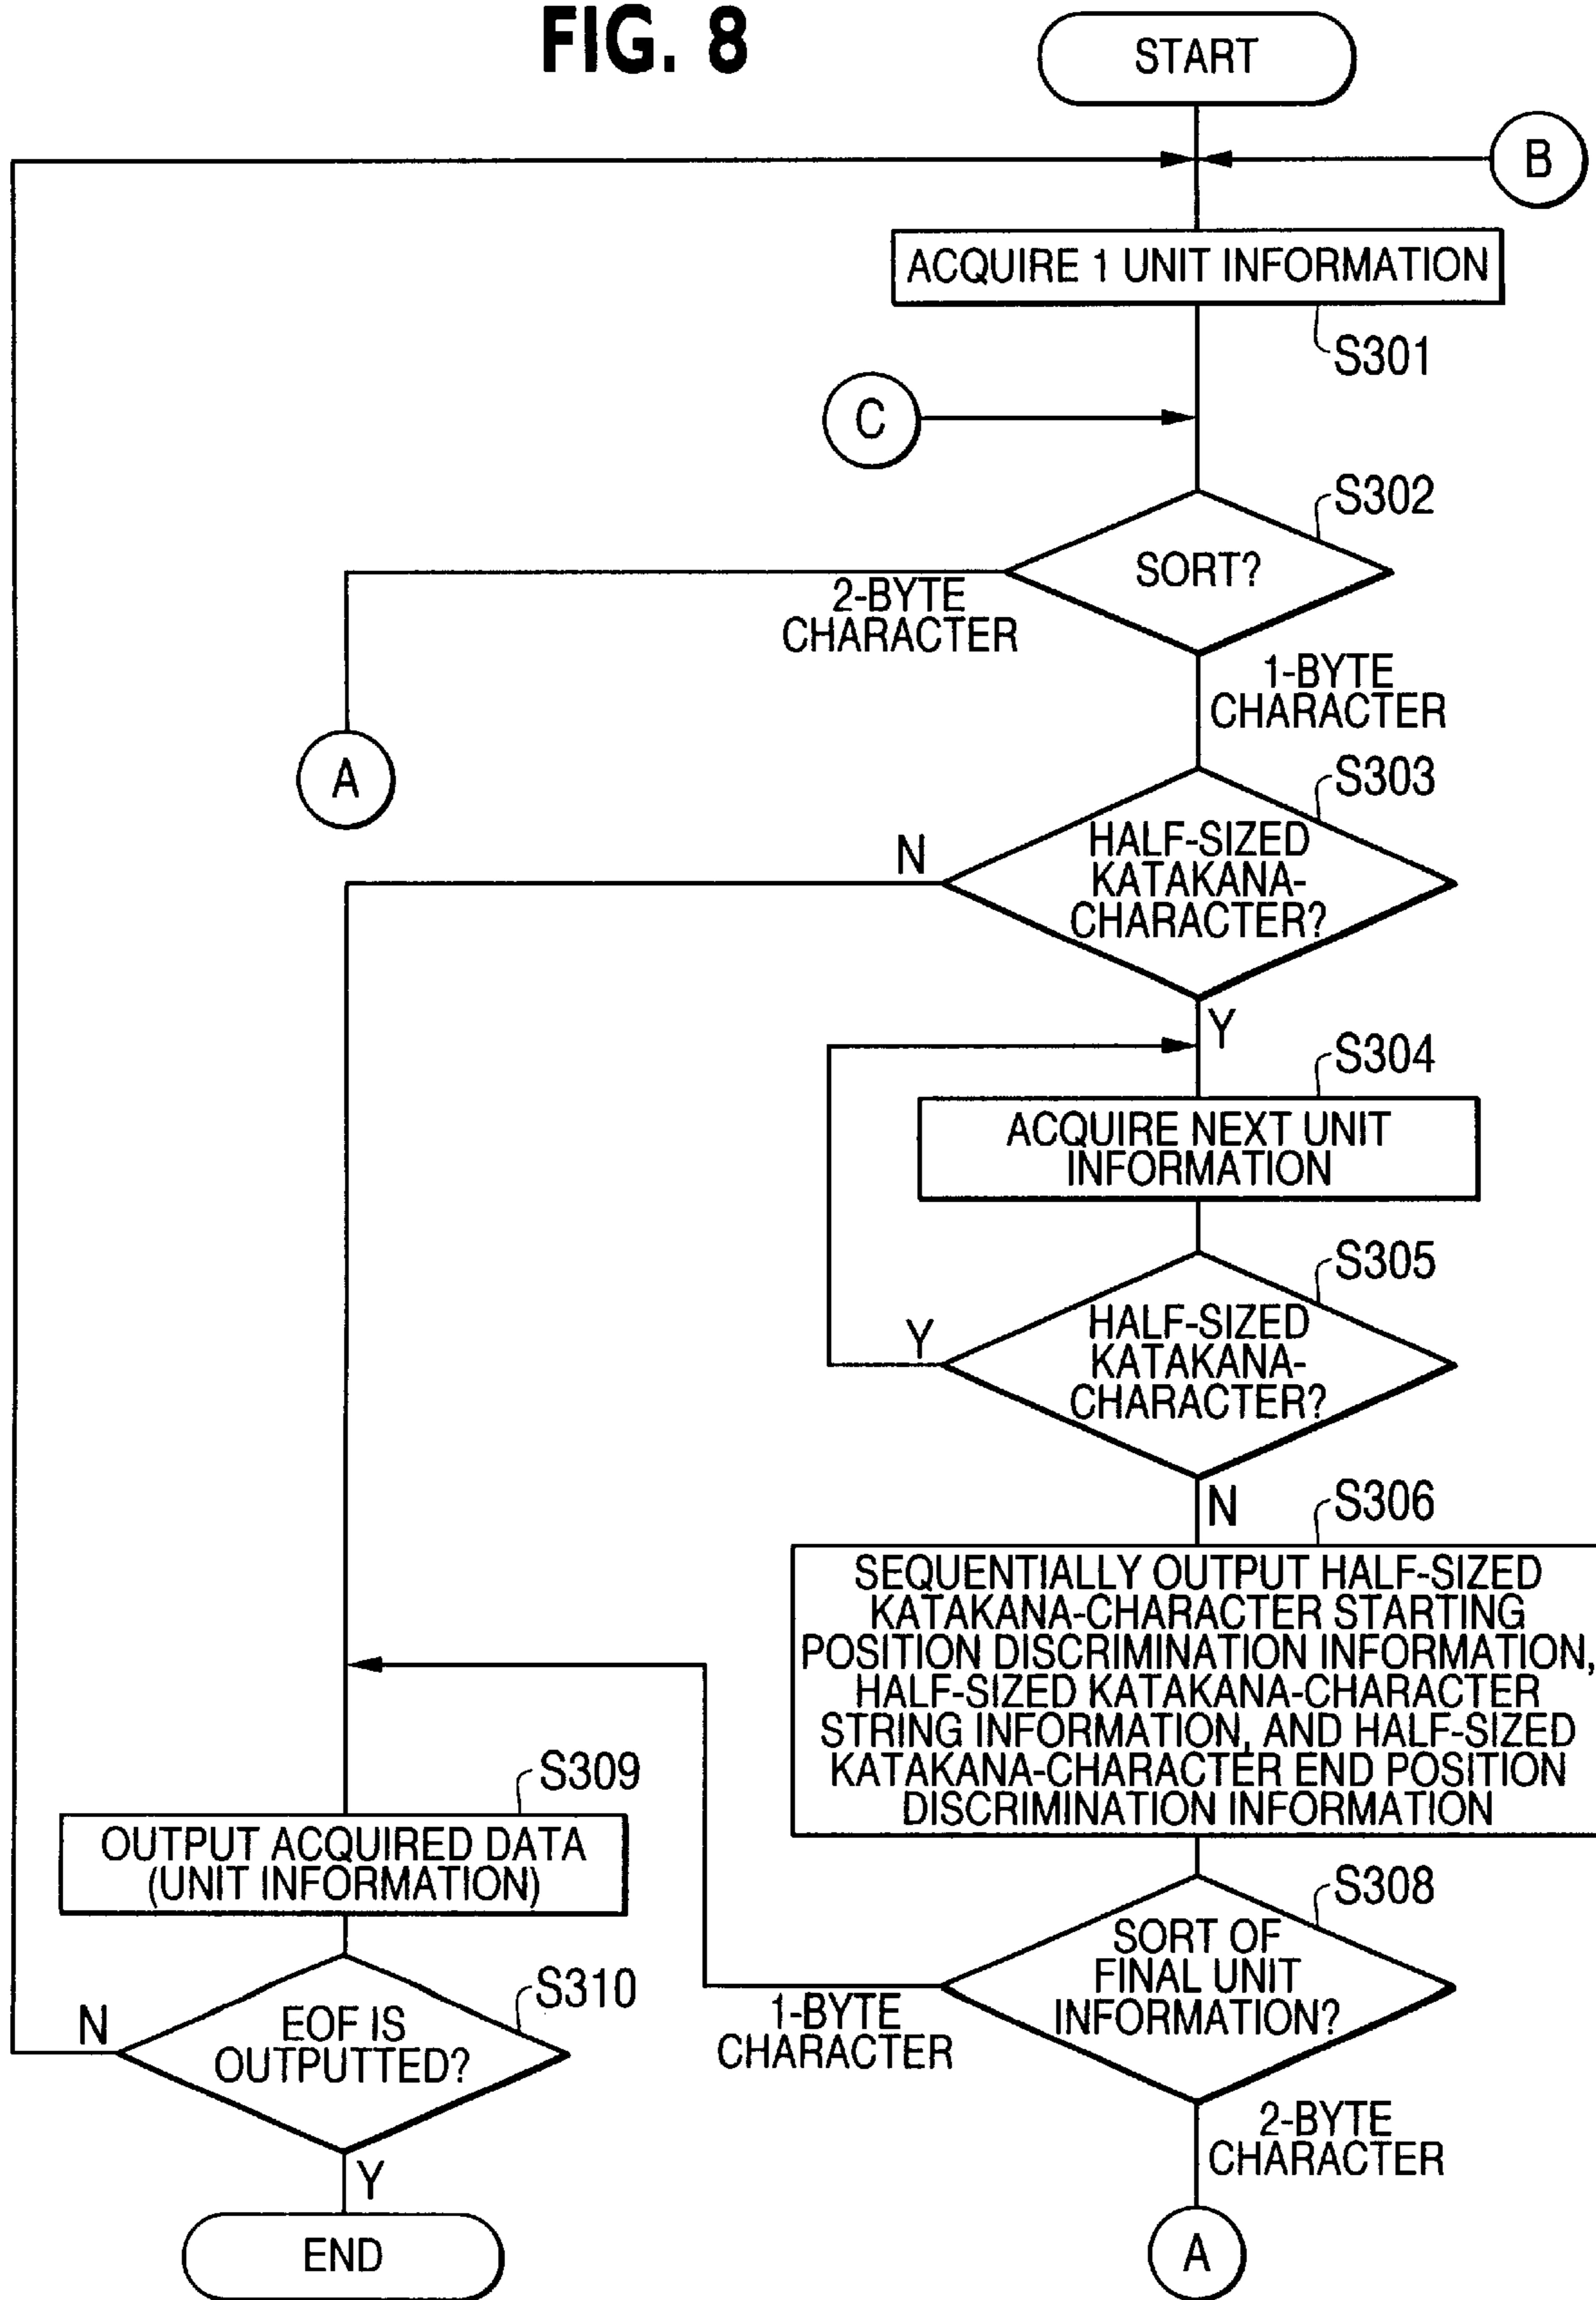 FIG. 8
START
B
ACQUIRE 1 UNIT INFORMATION
S301
C
S302
SORT?
2-BYTE
CHARACTER
1-BYTE
CHARACTER
A
S303
N
HALF-SIZED
KATAKANA-
CHARACTER?
Y
S304
ACQUIRE NEXT UNIT
INFORMATION
S305
Y
HALF-SIZED
KATAKANA-
CHARACTER?
N
S306
SEQUENTIALLY OUTPUT HALF-SIZED
KATAKANA-CHARACTER STARTING
POSITION DISCRIMINATION INFORMATION,
HALF-SIZED KATAKANA-CHARACTER
STRING INFORMATION, AND HALF-SIZED
KATAKANA-CHARACTER END POSITION
DISCRIMINATION INFORMATION
S309
OUTPUT ACQUIRED DATA
(UNIT INFORMATION)
S308
SORT OF
FINAL UNIT
INFORMATION?
1-BYTE
CHARACTER
2-BYTE
CHARACTER
S310
N
EOF IS
OUTPUTTED?
Y
END
A